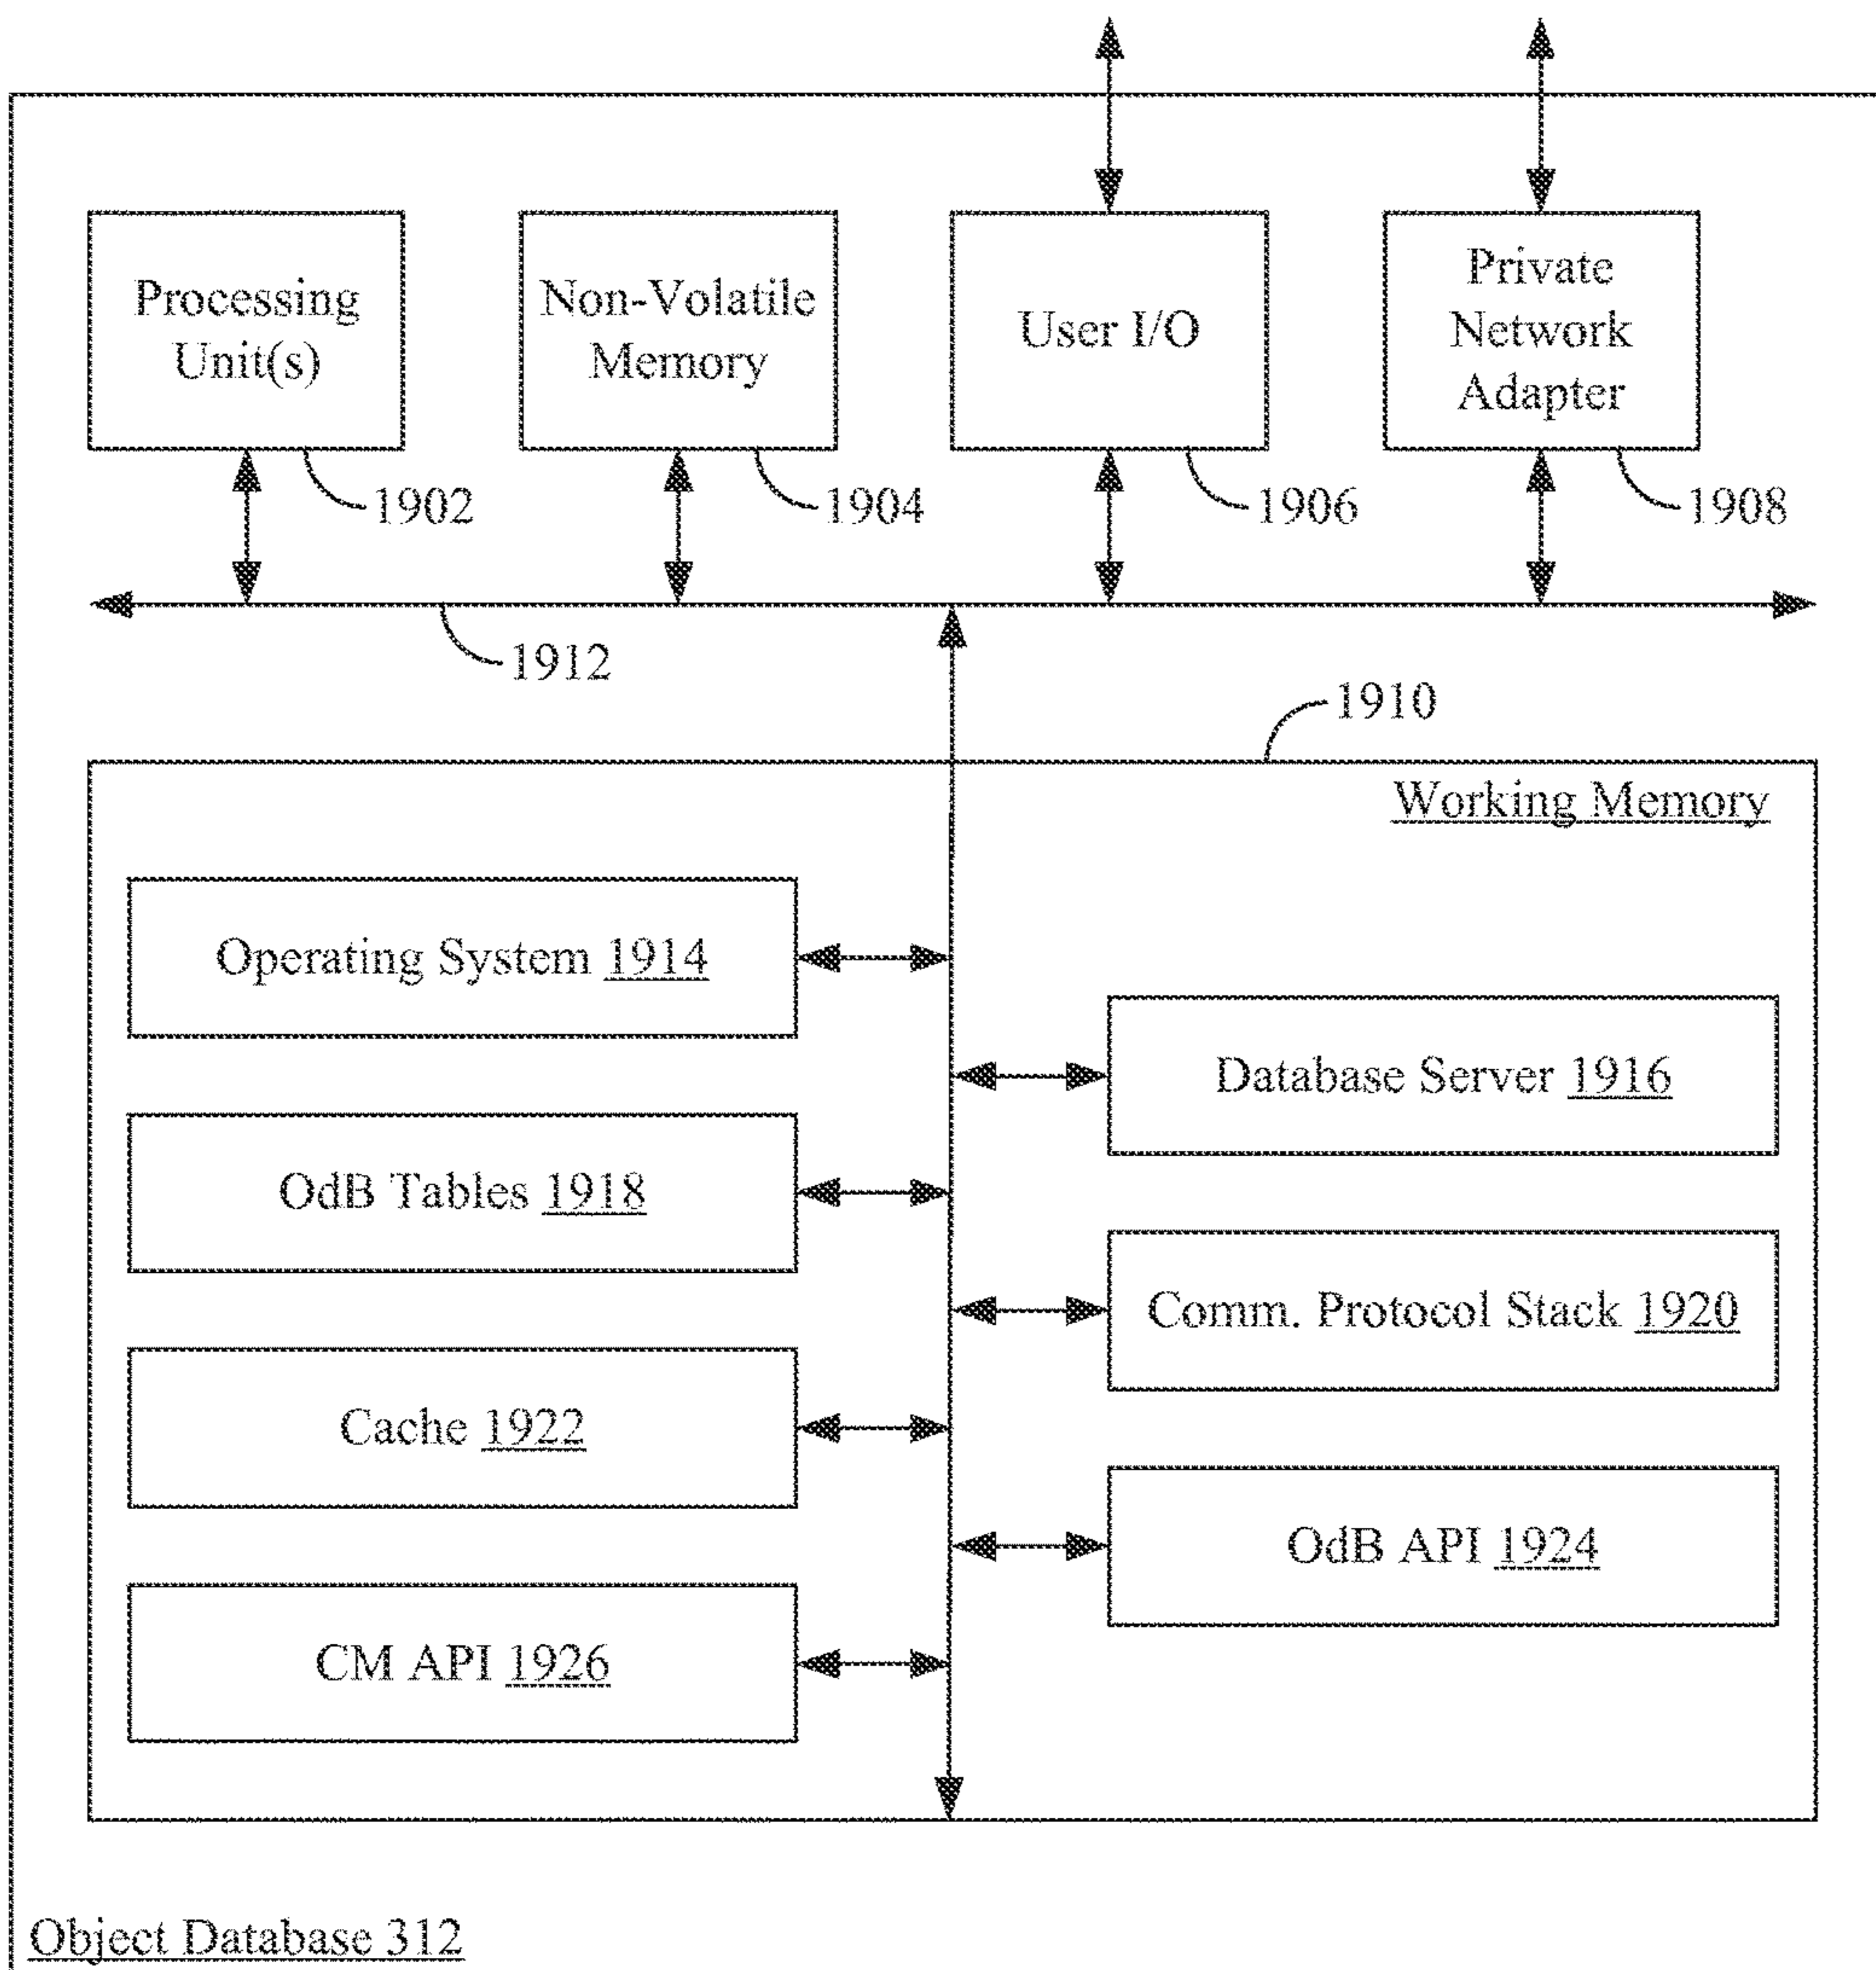 Processing
Unit(s)
Non-Volatile
Memory
User I/O
Private
Network
Adapter
1902
1904
1906
1908
1912
1910
Working Memory
Operating System 1914
Database Server 1916
OdB Tables 1918
Comm. Protocol Stack 1920
Cache 1922
OdB API 1924
CM API 1926
Object Database 312